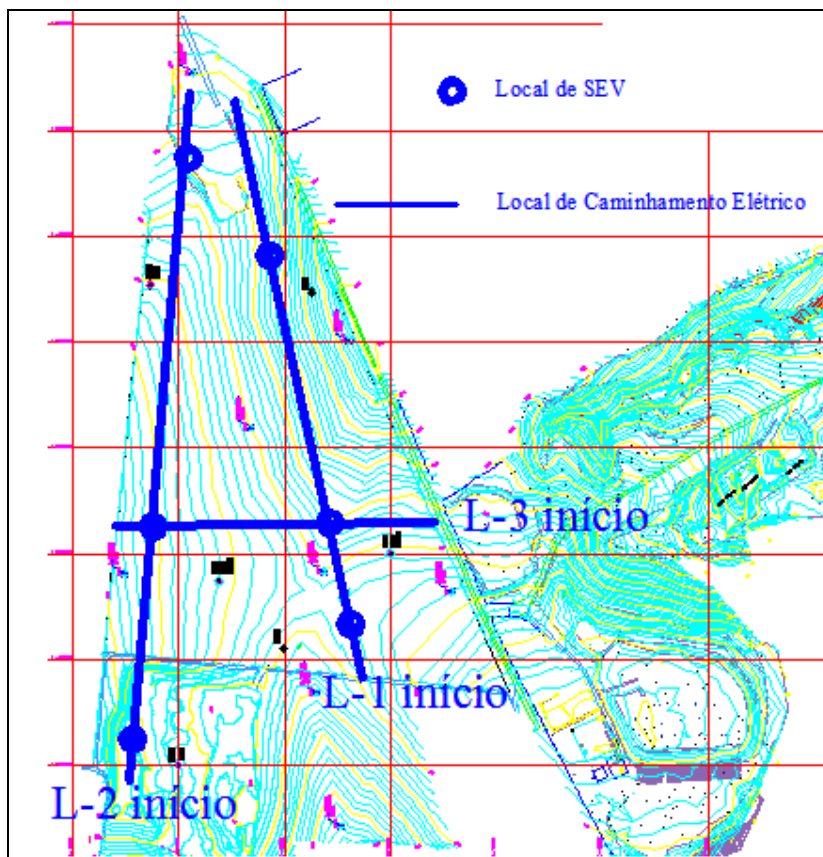 Local de SEV
Local de Caminhamento Elétrico
L-3 início
L-1 início
L-2 início